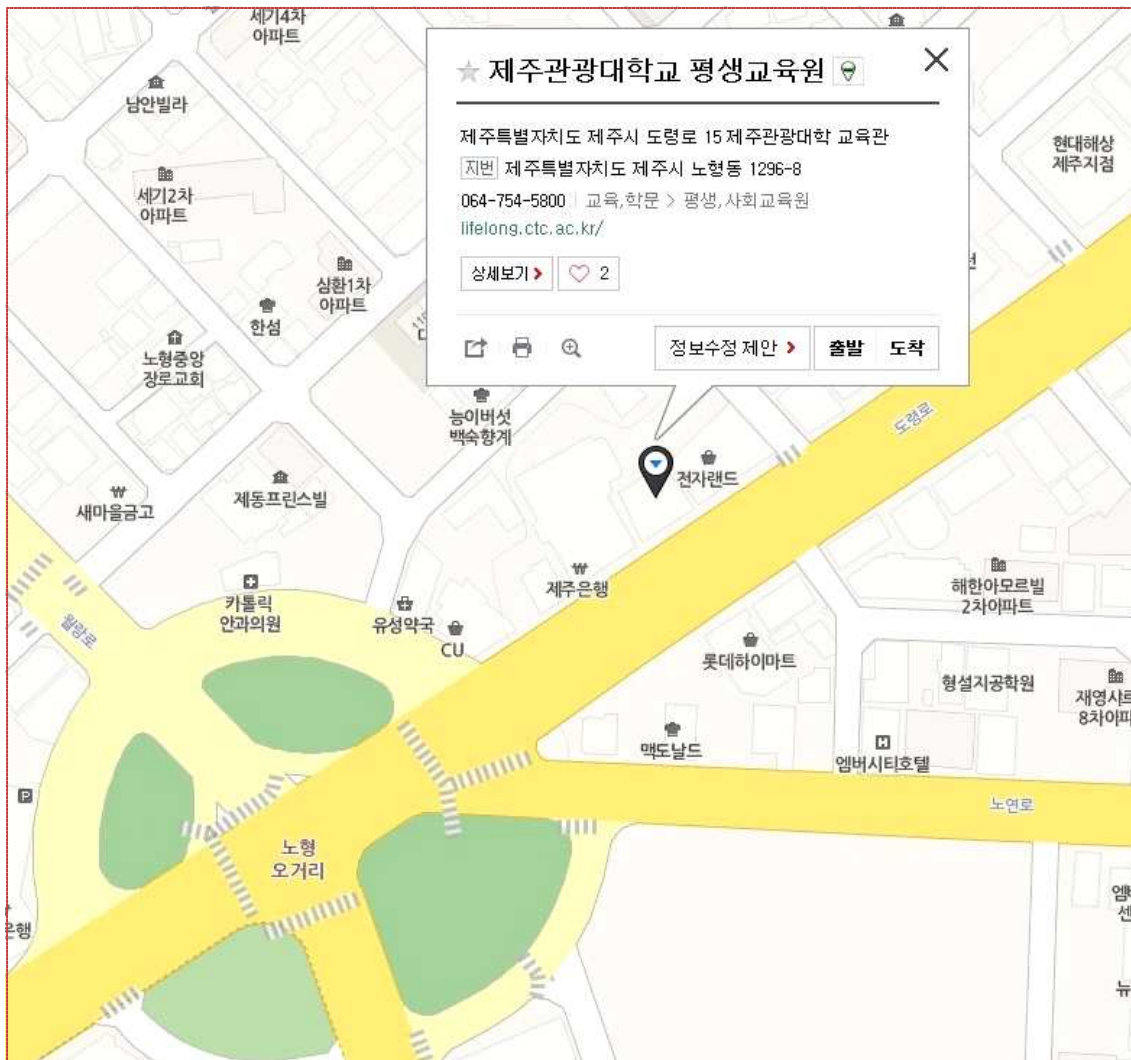 세기4차
아파트
남안빌라
세기2차
아파트
심환1차
아파트
한섬
노형중앙
장로교회
새마을금고
제동프린스빌
능이버섯
백숙향계
★ 제주관광대학교 평생교육원
제주특별자치도 제주시 도령로 15 제주관광대학 교육관
지번 제주특별자치도 제주시 노형동 1296-8
064-754-5800 | 교육,학문 > 평생,사회교육원
lifelong.ctc.ac.kr/
상세보기 >
♡ 2
정보수정 제안 >
출발
도착
현대해상
제주지점
도령로
전자랜드
제주은행
카톨릭
안과의원
유성약국
CU
월랑로
롯데하이마트
해한아모르빌
2차아파트
형설지공학원
맥도날드
엠버시티호텔
노연로
노형
오거리
P
은행